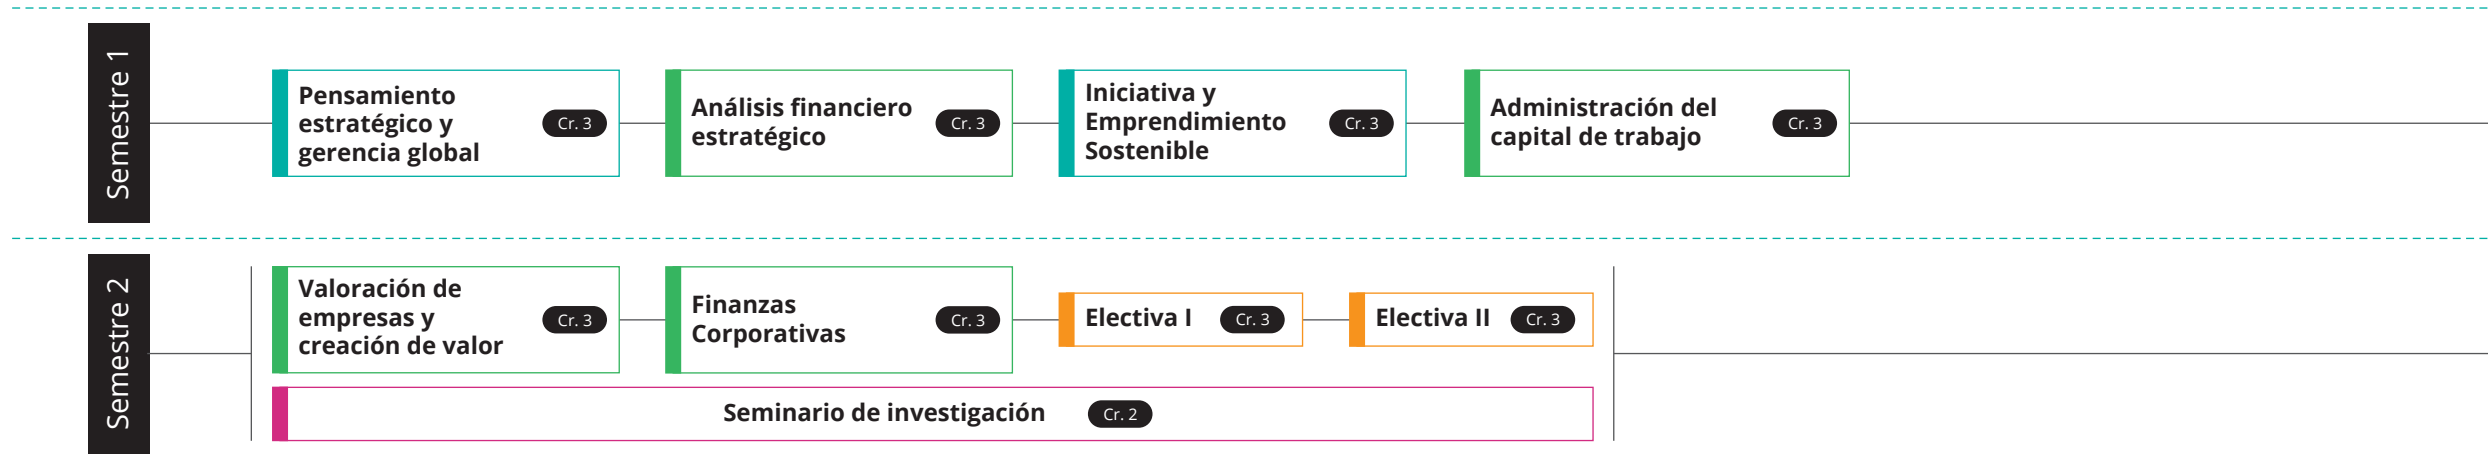 Semestre 1
Pensamiento
estratégico y
gerencia global
Cr. 3
Análisis financiero
estratégico
Cr. 3
Iniciativa y
Emprendimiento
Sostenible
Cr. 3
Administración del
capital de trabajo
Cr. 3
Semestre 2
Valoración de
empresas y
creación de valor
Cr. 3
Finanzas
Corporativas
Cr. 3
Electiva I
Cr. 3
Electiva II
Cr. 3
Seminario de investigación
Cr. 2